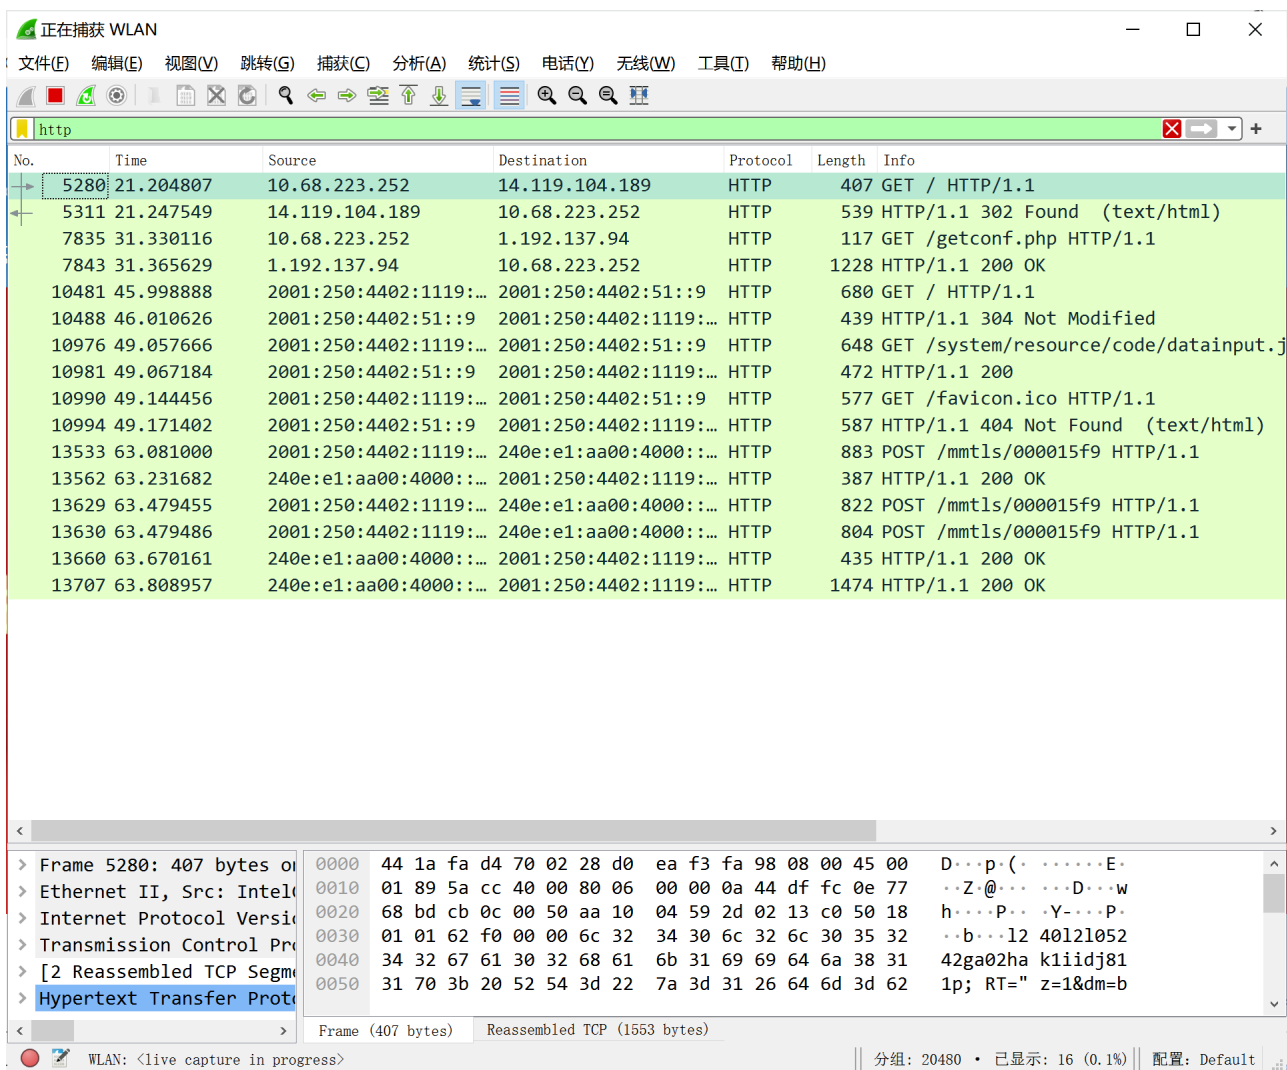 正在捕获 WLAN
文件(F) 编辑(E) 视图(V) 跳转(G) 捕获(C) 分析(A) 统计(S) 电话(Y) 无线(W) 工具(T) 帮助(H)
http
No. Time Source Destination Protocol Length Info
5280 21.204807 10.68.223.252 14.119.104.189 HTTP 407 GET / HTTP/1.1
5311 21.247549 14.119.104.189 10.68.223.252 HTTP 539 HTTP/1.1 302 Found (text/html)
7835 31.330116 10.68.223.252 1.192.137.94 HTTP 117 GET /getconf.php HTTP/1.1
7843 31.365629 1.192.137.94 10.68.223.252 HTTP 1228 HTTP/1.1 200 OK
10481 45.998888 2001:250:4402:1119:… 2001:250:4402:51::9 HTTP 680 GET / HTTP/1.1
10488 46.010626 2001:250:4402:51::9 2001:250:4402:1119:… HTTP 439 HTTP/1.1 304 Not Modified
10976 49.057666 2001:250:4402:1119:… 2001:250:4402:51::9 HTTP 648 GET /system/resource/code/datainput.j
10981 49.067184 2001:250:4402:51::9 2001:250:4402:1119:… HTTP 472 HTTP/1.1 200
10990 49.144456 2001:250:4402:1119:… 2001:250:4402:51::9 HTTP 577 GET /favicon.ico HTTP/1.1
10994 49.171402 2001:250:4402:51::9 2001:250:4402:1119:… HTTP 587 HTTP/1.1 404 Not Found (text/html)
13533 63.081000 2001:250:4402:1119:… 240e:e1:aa00:4000::… HTTP 883 POST /mmtls/000015f9 HTTP/1.1
13562 63.231682 240e:e1:aa00:4000::… 2001:250:4402:1119:… HTTP 387 HTTP/1.1 200 OK
13629 63.479455 2001:250:4402:1119:… 240e:e1:aa00:4000::… HTTP 822 POST /mmtls/000015f9 HTTP/1.1
13630 63.479486 2001:250:4402:1119:… 240e:e1:aa00:4000::… HTTP 804 POST /mmtls/000015f9 HTTP/1.1
13660 63.670161 240e:e1:aa00:4000::… 2001:250:4402:1119:… HTTP 435 HTTP/1.1 200 OK
13707 63.808957 240e:e1:aa00:4000::… 2001:250:4402:1119:… HTTP 1474 HTTP/1.1 200 OK
Frame 5280: 407 bytes on
Ethernet II, Src: Intel
Internet Protocol Versi
Transmission Control Pro
[2 Reassembled TCP Segme
Hypertext Transfer Proto
0000 44 1a fa d4 70 02 28 d0 ea f3 fa 98 08 00 45 00 D···p·(· ······E·
0010 01 89 5a cc 40 00 80 06 00 00 0a 44 df fc 0e 77 ··Z·@··· ···D···w
0020 68 bd cb 0c 00 50 aa 10 04 59 2d 02 13 c0 50 18 h····P·· ·Y-···P·
0030 01 01 62 f0 00 00 6c 32 34 30 6c 32 6c 30 35 32 ··b···l2 40l2l052
0040 34 32 67 61 30 32 68 61 6b 31 69 69 64 6a 38 31 42ga02ha k1iidj81
0050 31 70 3b 20 52 54 3d 22 7a 3d 31 26 64 6d 3d 62 1p; RT=" z=1&dm=b
Frame (407 bytes) Reassembled TCP (1553 bytes)
WLAN: <live capture in progress> 分组: 20480 · 已显示: 16 (0.1%) 配置: Default